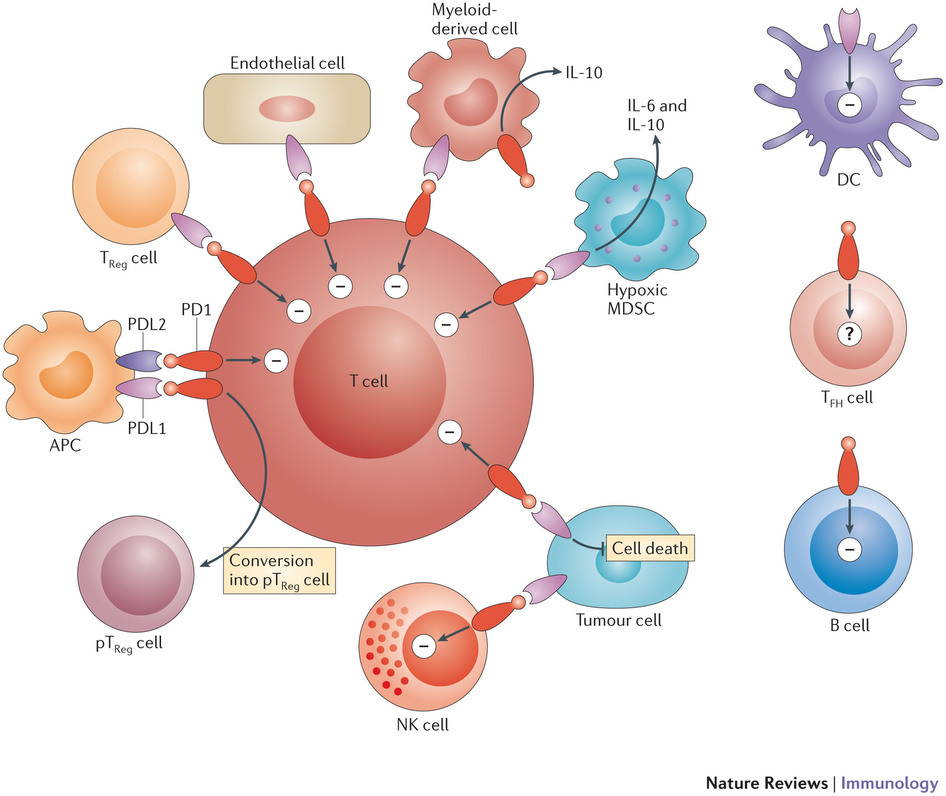 Myeloid-
derived cell
Endothelial cell
IL-10
IL-6 and
IL-10
−
DC
TReg cell
−
−
−
Hypoxic
MDSC
−
PDL2
PD1
−
T cell
?
TFH cell
APC
PDL1
−
−
Cell death
Conversion
into pTReg cell
Tumour cell
B cell
pTReg cell
−
NK cell
Nature Reviews | Immunology